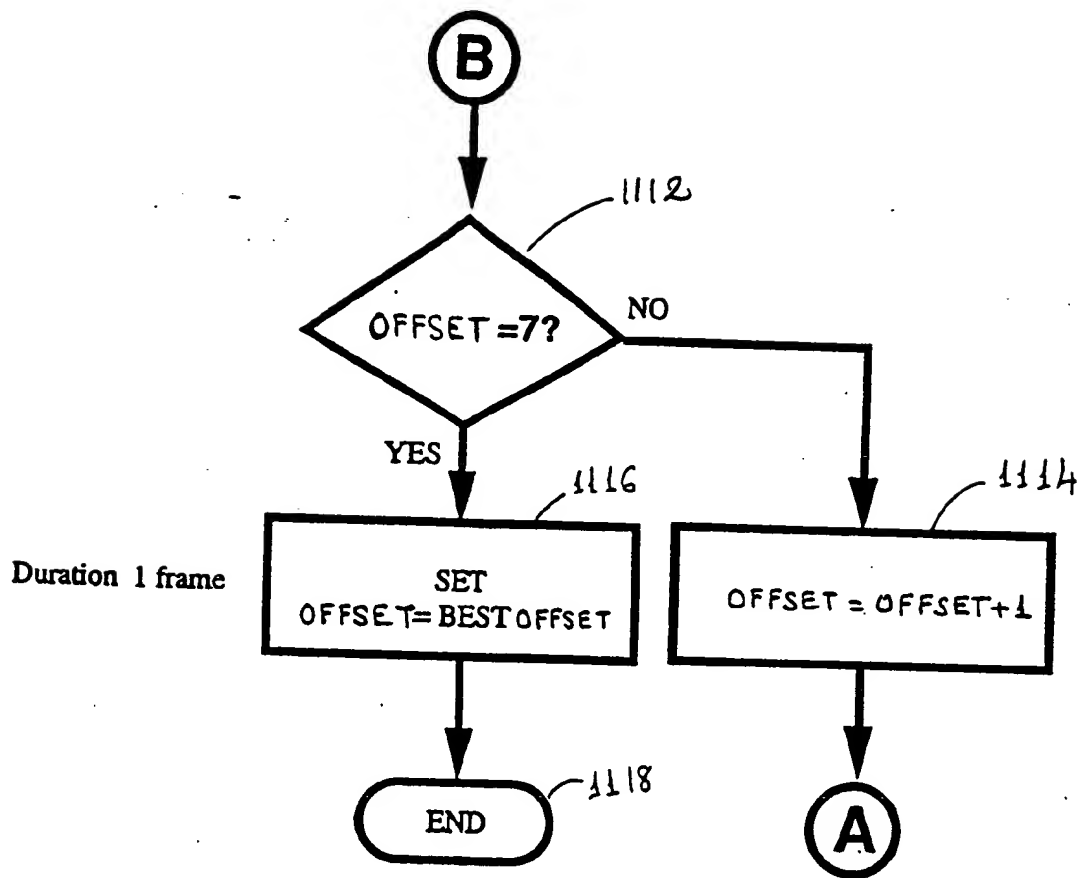 B
1112
OFFSET =7?
NO
YES
1116
1114
Duration 1 frame
SET
OFFSET= BEST OFFSET
OFFSET = OFFSET+1
1118
END
A